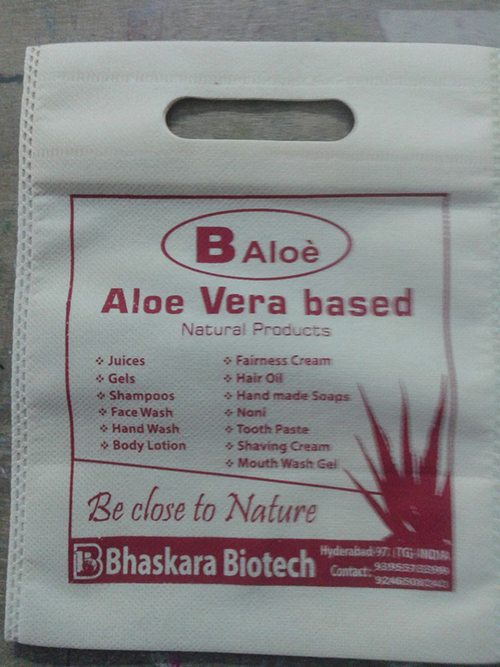 B Aloè
Aloe Vera based
Natural Products
Juices
Gels
Shampoos
Face Wash
Hand Wash
Body Lotion
Fairness Cream
Hair Oil
Hand made Soaps
Noni
Tooth Paste
Shaving Cream
Mouth Wash Gel
Be close to Nature
B Bhaskara Biotech
Hyderabad-97. (TG)-INDIA
Contact: